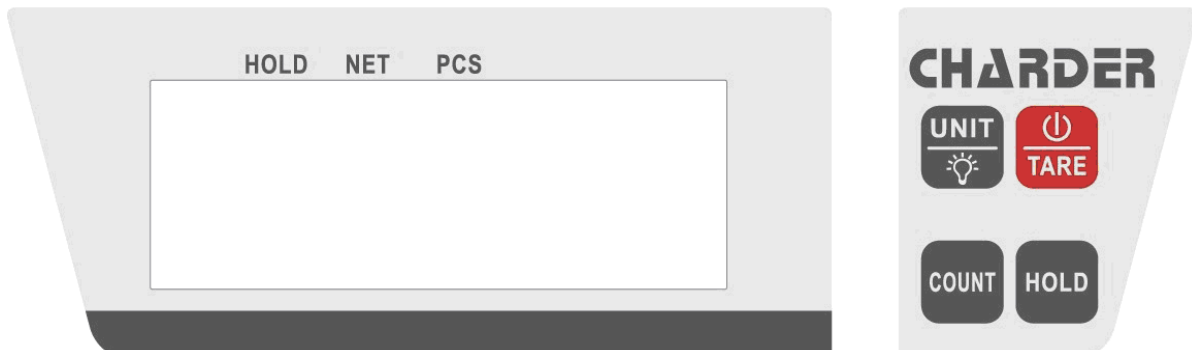 HOLD NET PCS
CHARDER
UNIT
TARE
COUNT HOLD